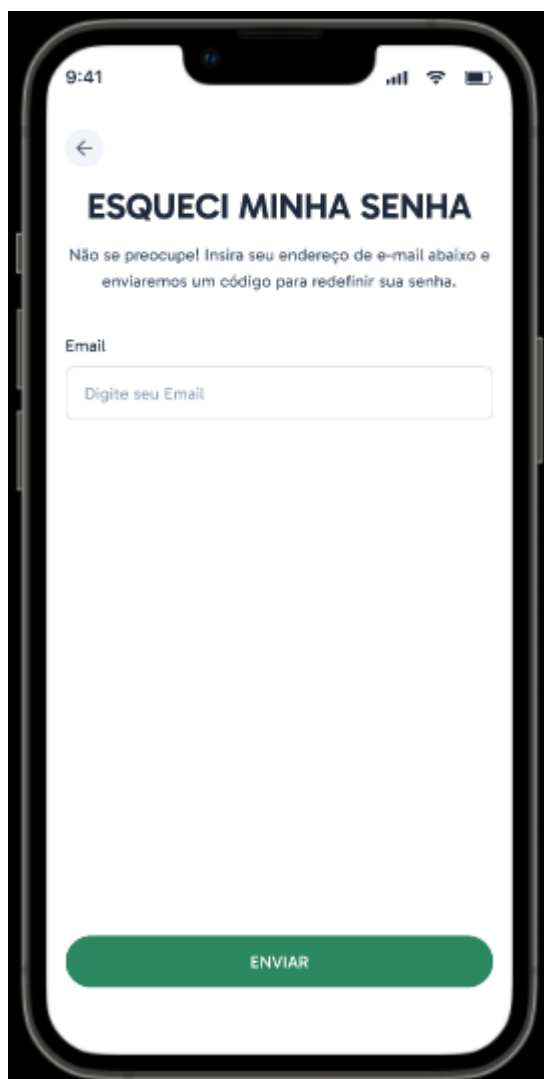 9:41
ESQUECI MINHA SENHA
Não se preocupe! Insira seu endereço de e-mail abaixo e
enviaremos um código para redefinir sua senha.
Email
Digite seu Email
ENVIAR